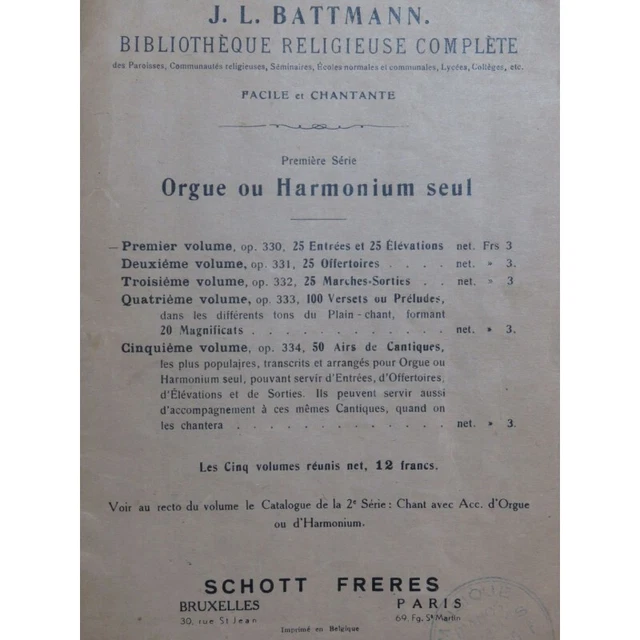 J. L. BATTMANN.
BIBLIOTHÈQUE RELIGIEUSE COMPLÈTE
des Paroisses, Communautés religieuses, Séminaires, Écoles normales et communales, Lycées, Collèges, etc.
FACILE et CHANTANTE
Première Série
Orgue ou Harmonium seul
Premier volume, op. 330, 25 Entrées et 25 Élévations net. Frs 3
Deuxième volume, op. 331, 25 Offertoires . . . . net. » 3.
Troisième volume, op. 332, 25 Marches-Sorties . . net. » 3
Quatrième volume, op. 333, 100 Versets ou Préludes,
dans les différents tons du Plain-chant, formant
20 Magnificats . . . . . . . . . . . . net. » 3.
Cinquième volume, op. 334, 50 Airs de Cantiques,
les plus populaires, transcrits et arrangés pour Orgue ou
Harmonium seul, pouvant servir d'Entrées, d'Offertoires,
d'Élévations et de Sorties. Ils peuvent servir aussi
d'accompagnement à ces mêmes Cantiques, quand on
les chantera . . . . . . . . . . . . . net. » 3.
Les Cinq volumes réunis net, 12 francs.
Voir au recto du volume le Catalogue de la 2e Série: Chant avec Acc. d'Orgue
ou d'Harmonium.
SCHOTT FRERES
BRUXELLES PARIS
30, rue St Jean 69, Fg. St Martin
Imprimé en Belgique